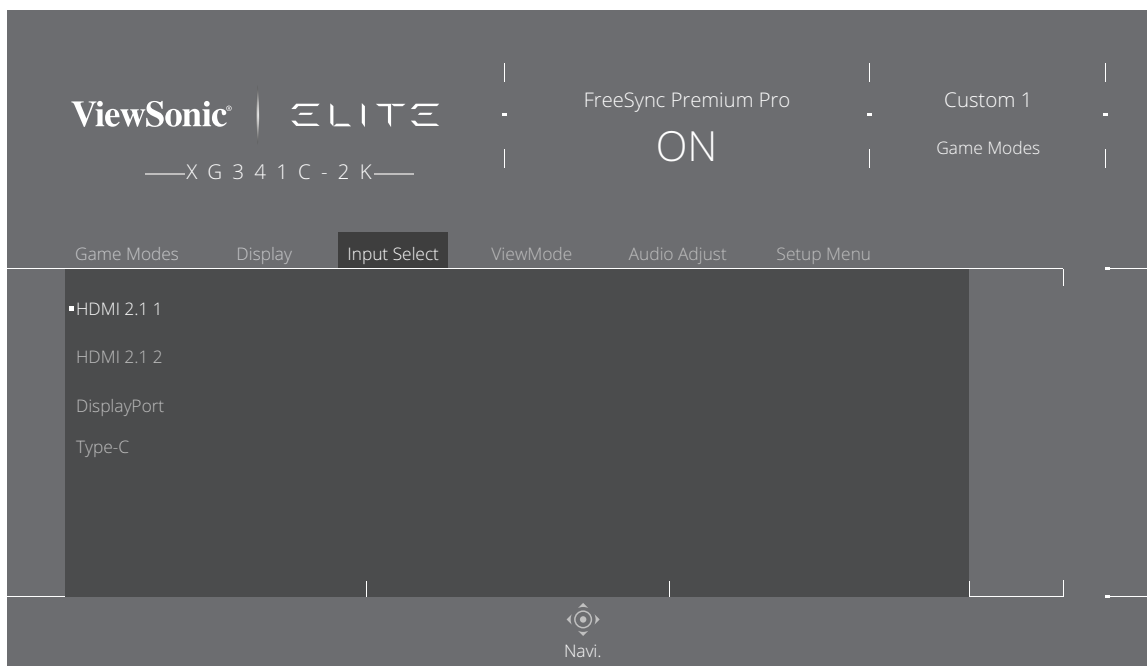 ViewSonic® | ELITE
XG341C-2K
FreeSync Premium Pro
ON
Custom 1
Game Modes
Game Modes Display Input Select ViewMode Audio Adjust Setup Menu
HDMI 2.1 1
HDMI 2.1 2
DisplayPort
Type-C
Navi.